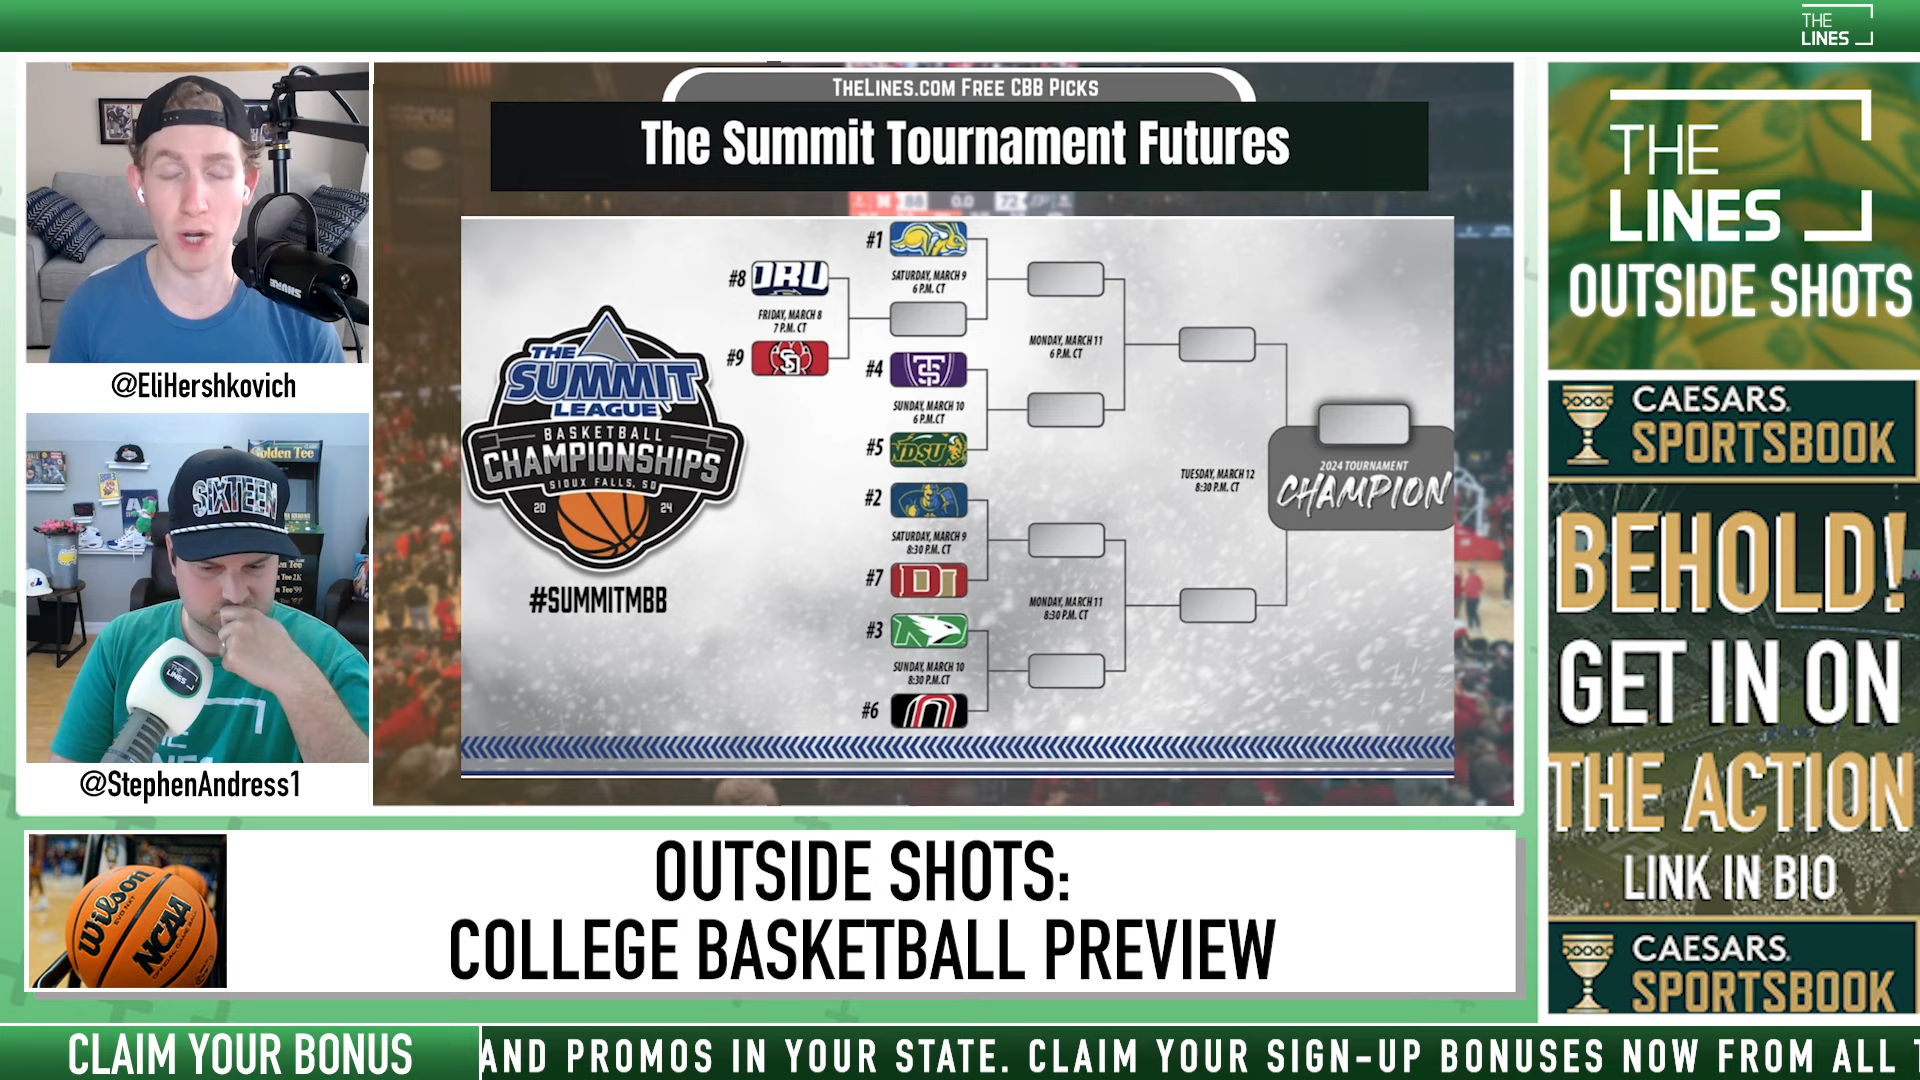 THE
LINES
TheLines.com Free CBB Picks
The Summit Tournament Futures
@EliHershkovich
SIXTEEN
Golden Tee
THE
LINES
@StephenAndress1
THE
SUMMIT
LEAGUE
BASKETBALL
CHAMPIONSHIPS
SIOUX FALLS, SD
20 24
#SUMMITMBB
#8 ORU
FRIDAY, MARCH 8
7 P.M. CT
#9
#1
SATURDAY, MARCH 9
6 P.M. CT
#4
SUNDAY, MARCH 10
6 P.M.CT
#5 NDSU
#2
SATURDAY, MARCH 9
8:30 P.M. CT
#7
#3
SUNDAY, MARCH 10
8:30 P.M.CT
#6
MONDAY, MARCH 11
6 P.M. CT
MONDAY, MARCH 11
8:30 P.M. CT
TUESDAY, MARCH 12
8:30 P.M. CT
2024 TOURNAMENT
CHAMPION
THE
LINES
OUTSIDE SHOTS
CAESARS
SPORTSBOOK
BEHOLD!
GET IN ON
THE ACTION
LINK IN BIO
CAESARS
SPORTSBOOK
Wilson
NCAA
OUTSIDE SHOTS:
COLLEGE BASKETBALL PREVIEW
CLAIM YOUR BONUS
AND PROMOS IN YOUR STATE. CLAIM YOUR SIGN-UP BONUSES NOW FROM ALL